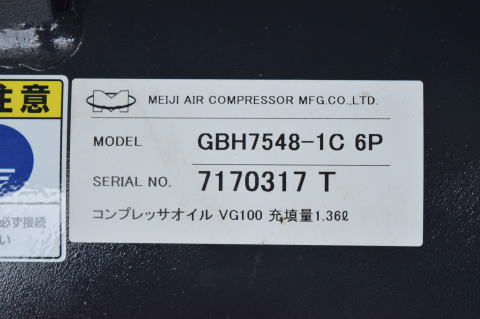 注意
必ず接続
い
MEIJI AIR COMPRESSOR MFG.CO.,LTD.
MODEL GBH7548-1C 6P
SERIAL NO. 7170317 T
コンプレッサオイル VG100 充填量1.36ℓ